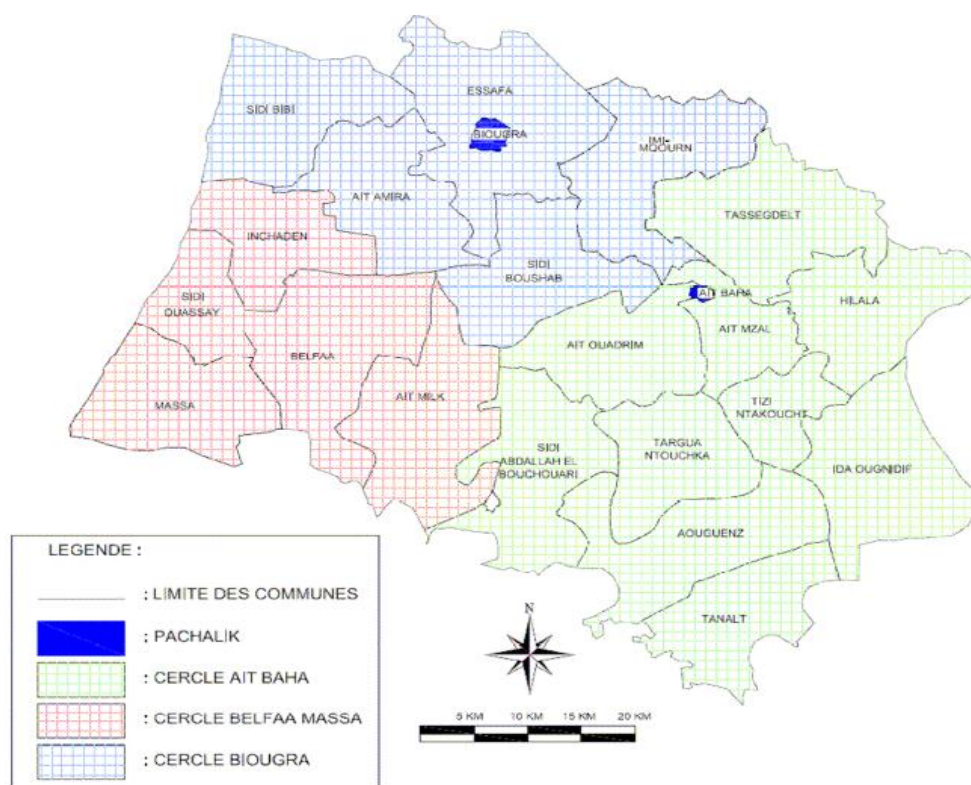 ESSAFA
SIDI BIBI
BIOUGRA
IMI-
MQOURN
AIT AMIRA
TASSEGDELT
INCHADEN
SIDI
BOUSHAB
SIDI
OUASSAY
AIT BAHA
HILALA
AIT MZAL
AIT OUADRIM
BELFAA
AIT MILK
MASSA
TIZI
NTAKOUCHT
SIDI
ABDALLAH EL
BOUCHOUARI
TARGUA
NTOUCHKA
IDA OUGNIDIF
AOUGUENZ
TANALT
LEGENDE :
: LIMITE DES COMMUNES
: PACHALIK
: CERCLE AIT BAHA
: CERCLE BELFAA MASSA
: CERCLE BIOUGRA
N
5 KM 10 KM 15 KM 20 KM